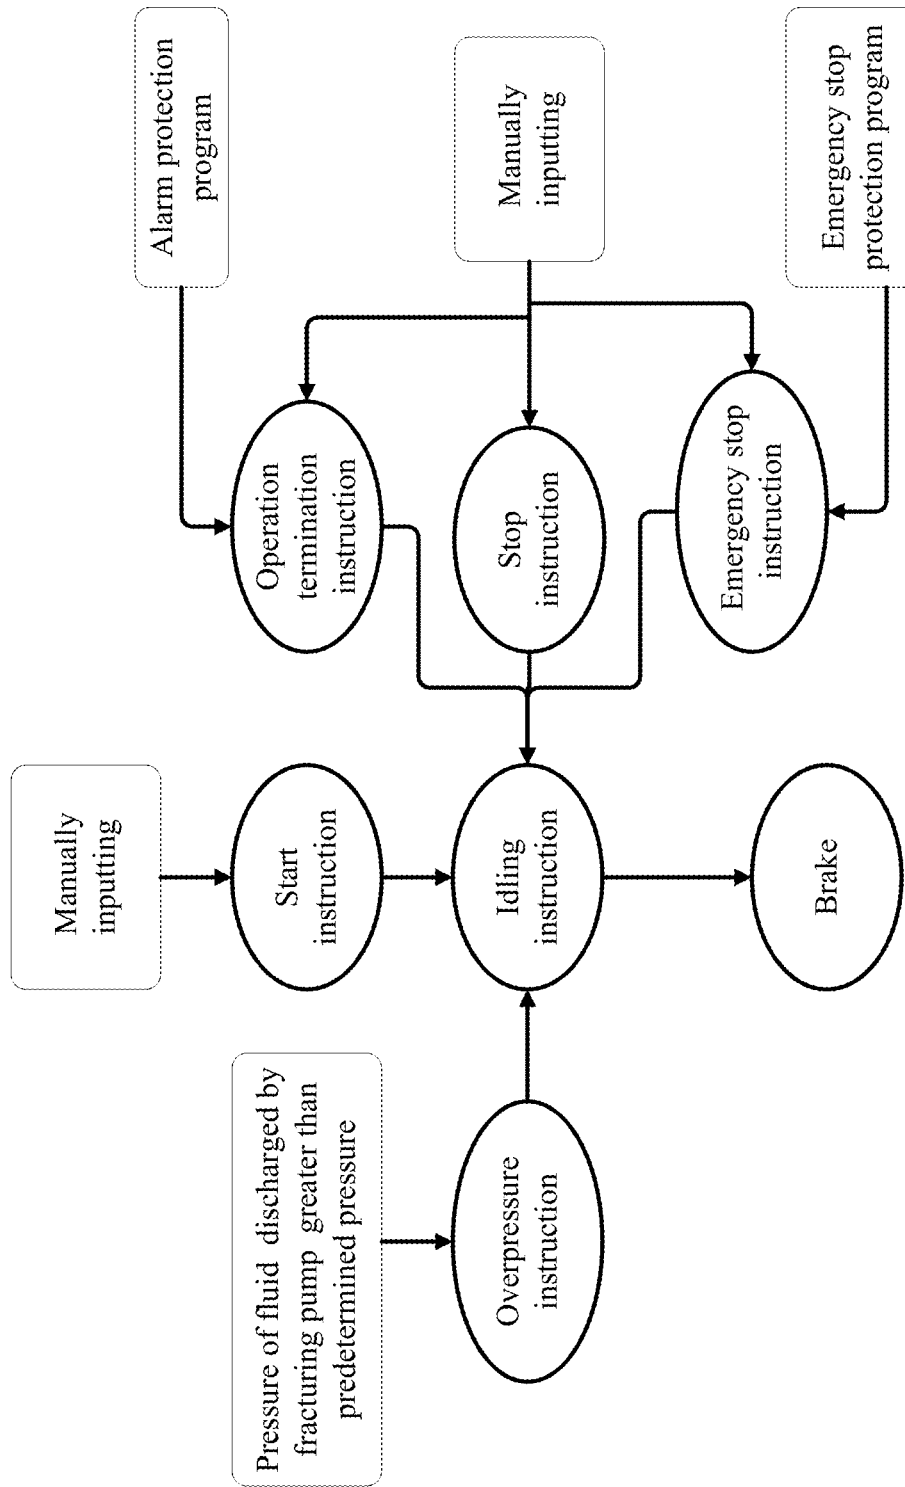 Manually
inputting
Alarm protection
program
Pressure of fluid discharged by
fracturing pump greater than
predetermined pressure
Start
instruction
Operation
termination
instruction
Overpressure
instruction
Idling
instruction
Stop
instruction
Manually
inputting
Brake
Emergency stop
instruction
Emergency stop
protection program